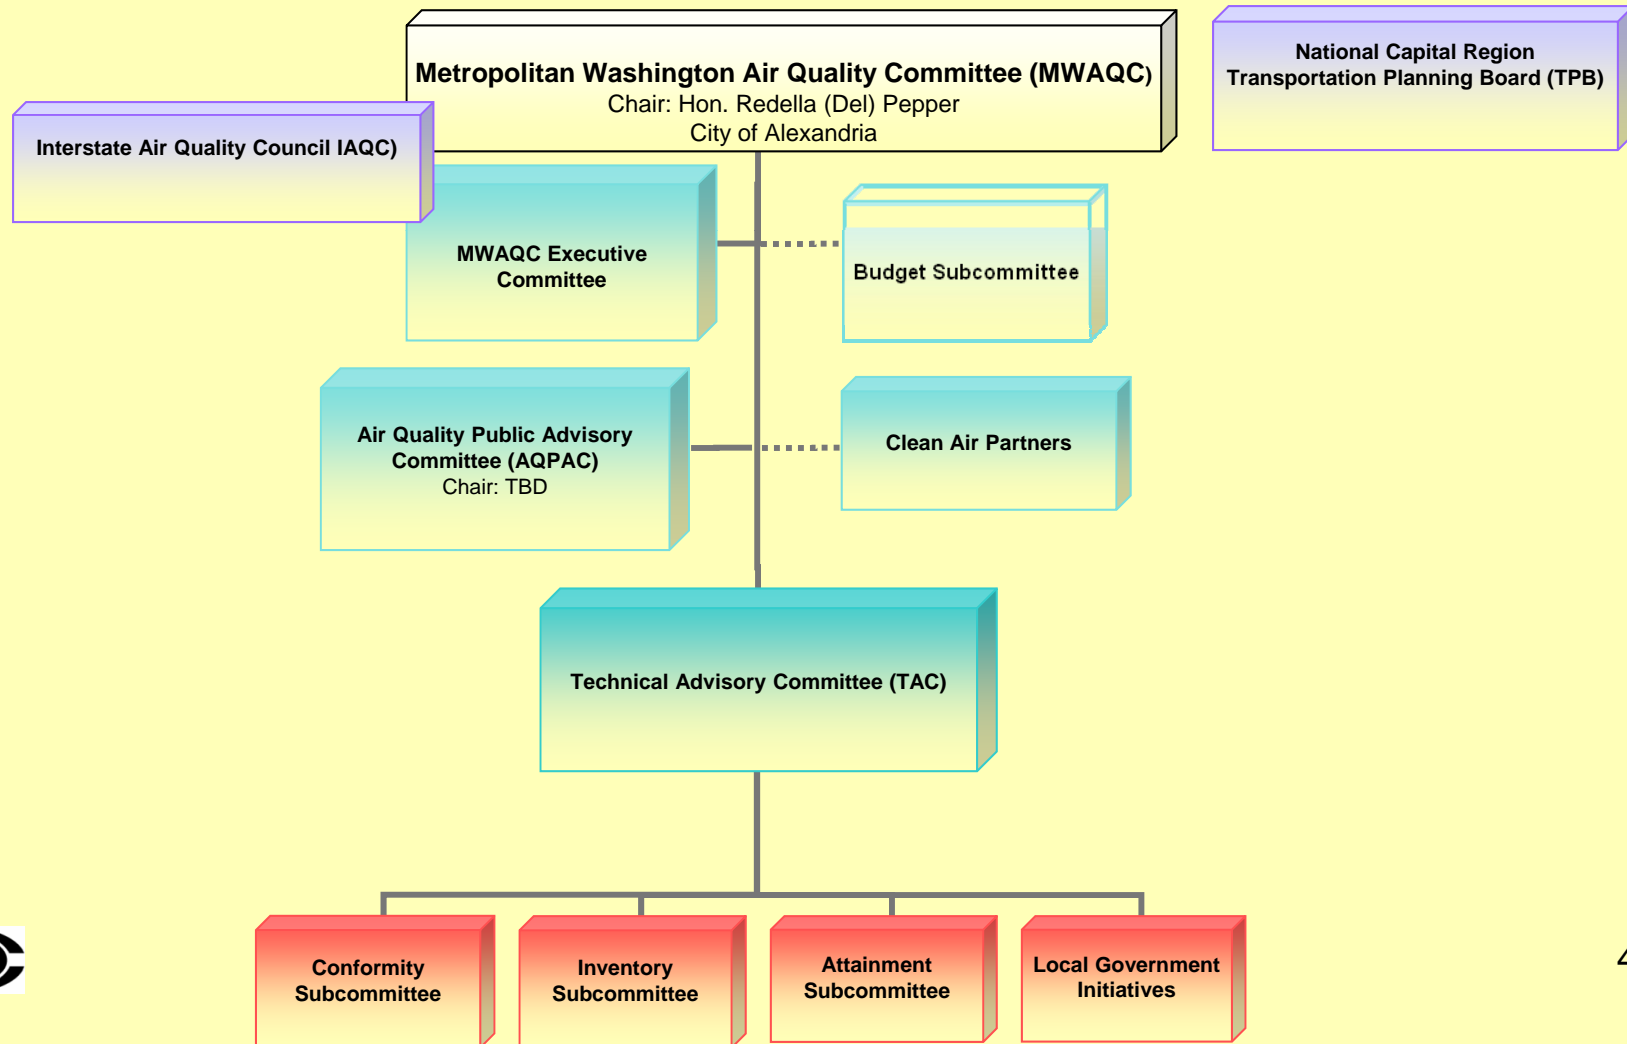 Metropolitan Washington Air Quality Committee (MWAQC)
Chair: Hon. Redella (Del) Pepper
City of Alexandria
National Capital Region
Transportation Planning Board (TPB)
Interstate Air Quality Council IAQC)
MWAQC Executive
Committee
Budget Subcommittee
Air Quality Public Advisory
Committee (AQPAC)
Chair: TBD
Clean Air Partners
Technical Advisory Committee (TAC)
Conformity
Subcommittee
Inventory
Subcommittee
Attainment
Subcommittee
Local Government
Initiatives